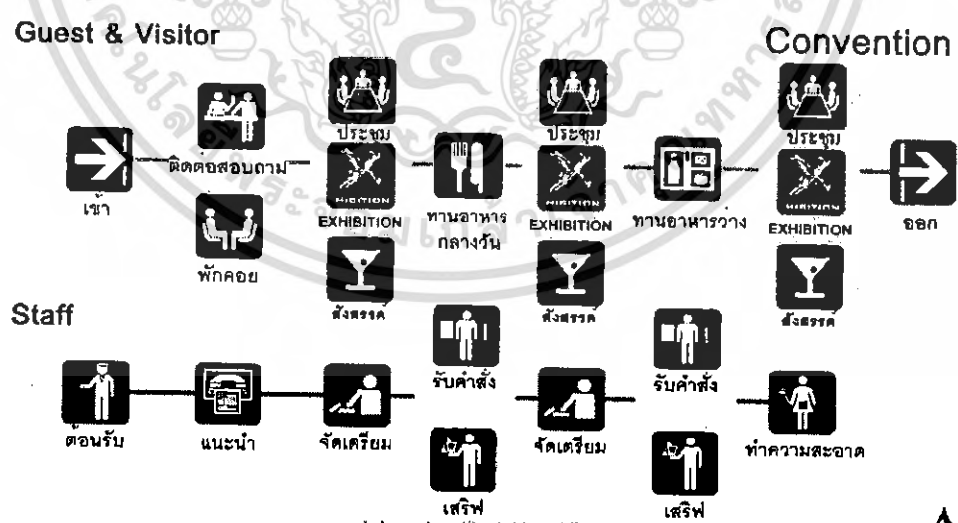 Guest & Visitor
Convention
เข้า
ติดต่อสอบถาม
พักคอย
ประชุม
EXHIBITION
สังสรรค์
ทานอาหาร
กลางวัน
ประชุม
EXHIBITION
สังสรรค์
ทานอาหารว่าง
ประชุม
EXHIBITION
สังสรรค์
ออก
Staff
ต้อนรับ
แนะนำ
จัดเตรียม
รับคำสั่ง
เสริฟ
จัดเตรียม
รับคำสั่ง
เสริฟ
ทำความสะอาด